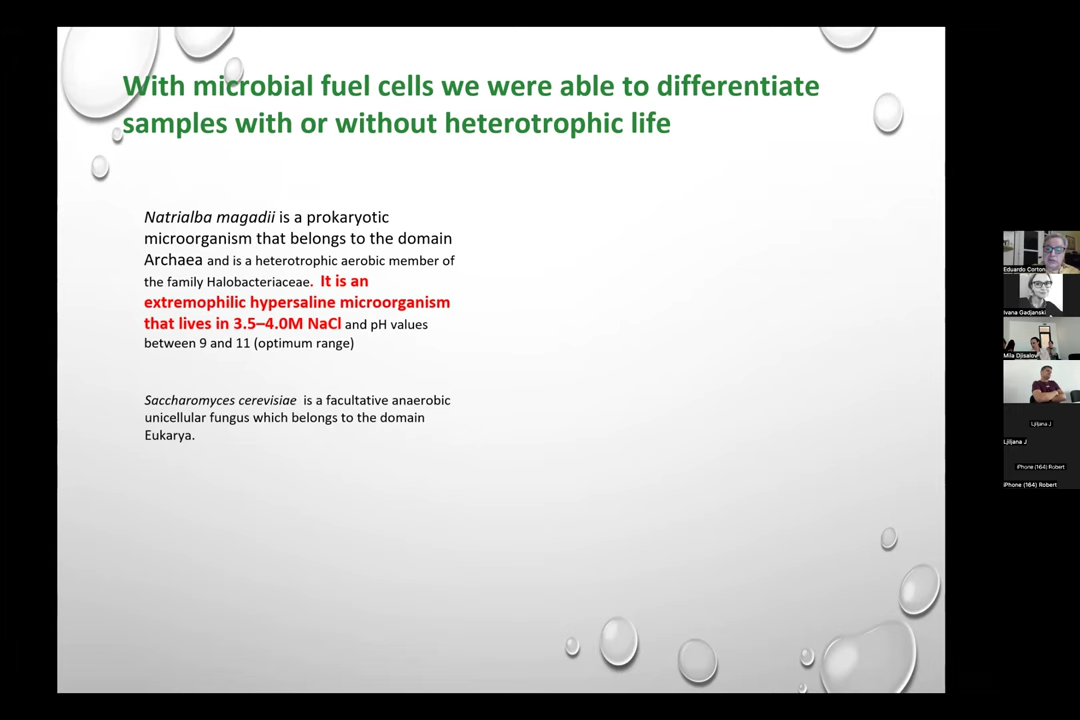 With microbial fuel cells we were able to differentiate
samples with or without heterotrophic life
Natrialba magadii is a prokaryotic
microorganism that belongs to the domain
Archaea and is a heterotrophic aerobic member of
the family Halobacteriaceae. It is an
extremophilic hypersaline microorganism
that lives in 3.5–4.0M NaCl and pH values
between 9 and 11 (optimum range)
Saccharomyces cerevisiae is a facultative anaerobic
unicellular fungus which belongs to the domain
Eukarya.
Eduardo Corton
Ivana Gadjanski
Mila Djisalov
Ljiljana J
Ljiljana J
iPhone (164) Robert
iPhone (164) Robert